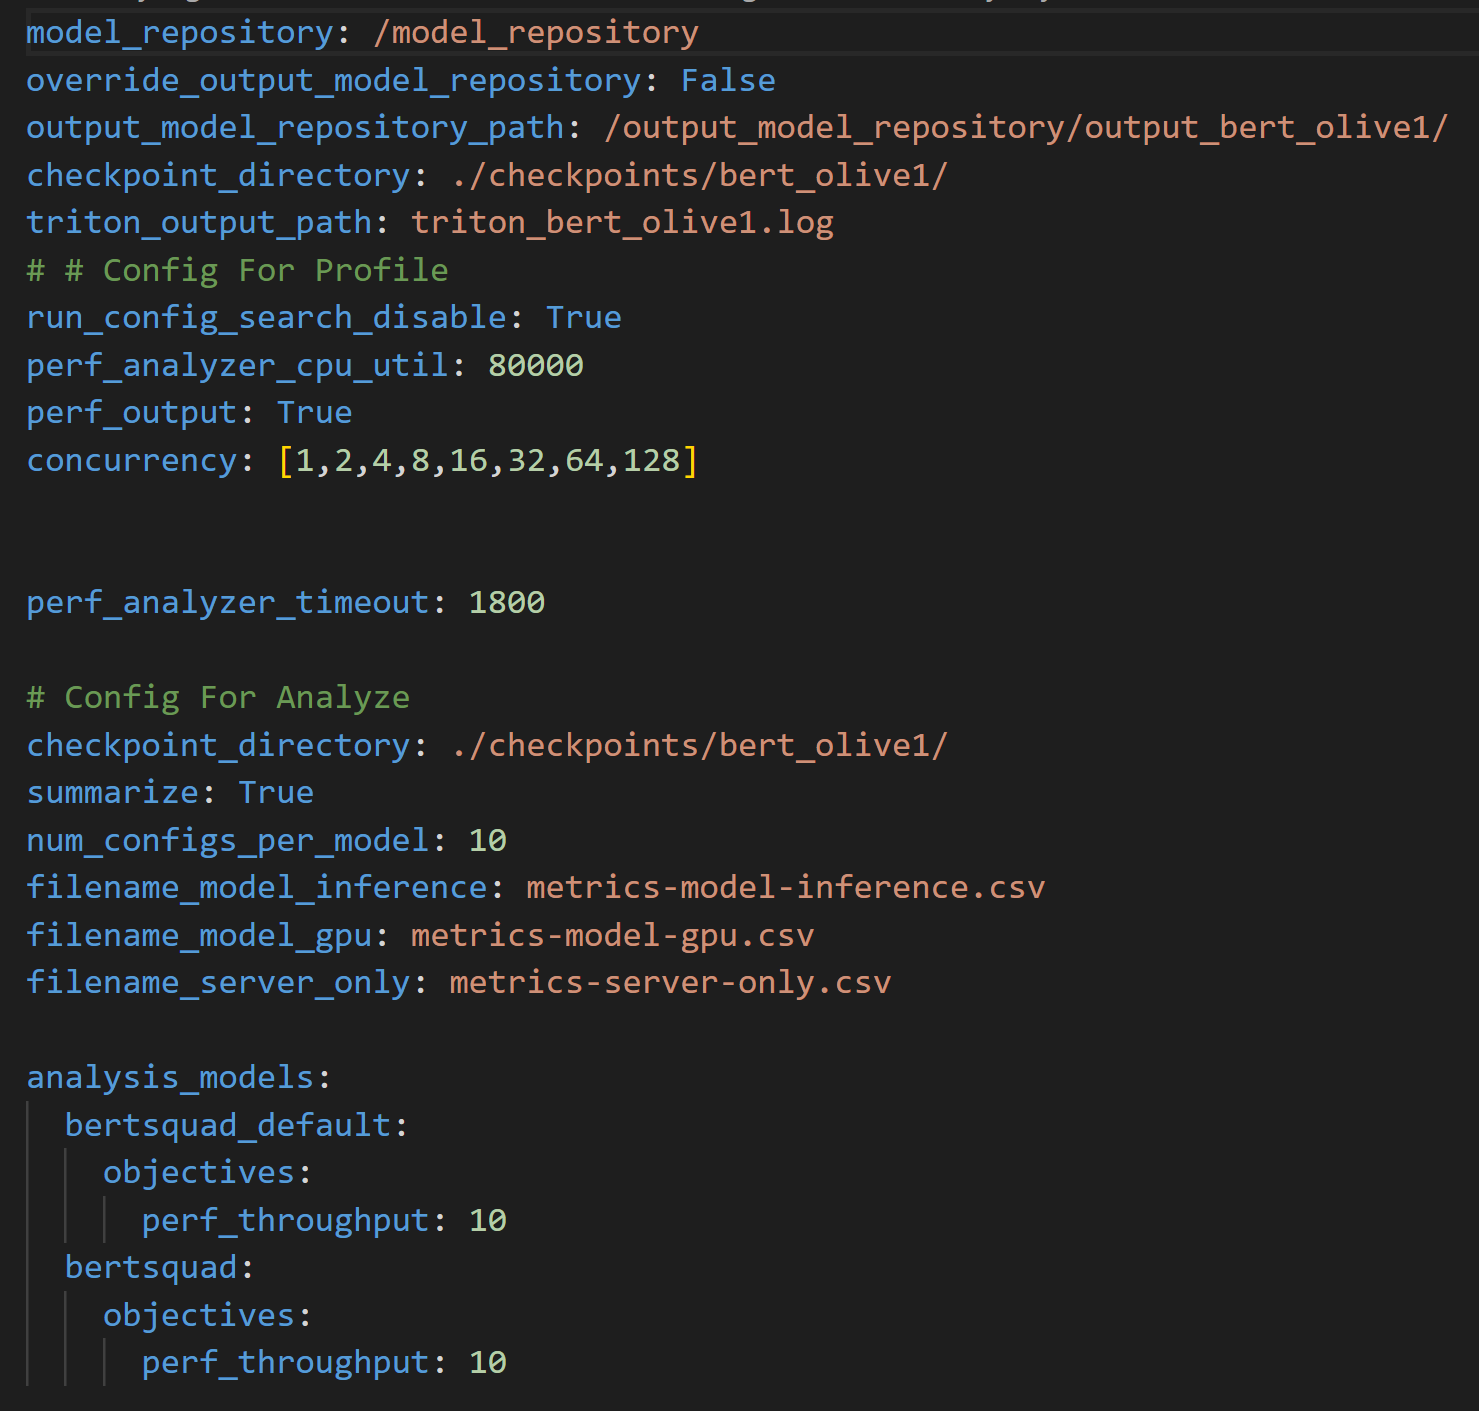 model_repository: /model_repository
override_output_model_repository: False
output_model_repository_path: /output_model_repository/output_bert_olive1/
checkpoint_directory: ./checkpoints/bert_olive1/
triton_output_path: triton_bert_olive1.log
# # Config For Profile
run_config_search_disable: True
perf_analyzer_cpu_util: 80000
perf_output: True
concurrency: [1,2,4,8,16,32,64,128]
perf_analyzer_timeout: 1800
# Config For Analyze
checkpoint_directory: ./checkpoints/bert_olive1/
summarize: True
num_configs_per_model: 10
filename_model_inference: metrics-model-inference.csv
filename_model_gpu: metrics-model-gpu.csv
filename_server_only: metrics-server-only.csv
analysis_models:
  bertsquad_default:
    objectives:
      perf_throughput: 10
  bertsquad:
    objectives:
      perf_throughput: 10